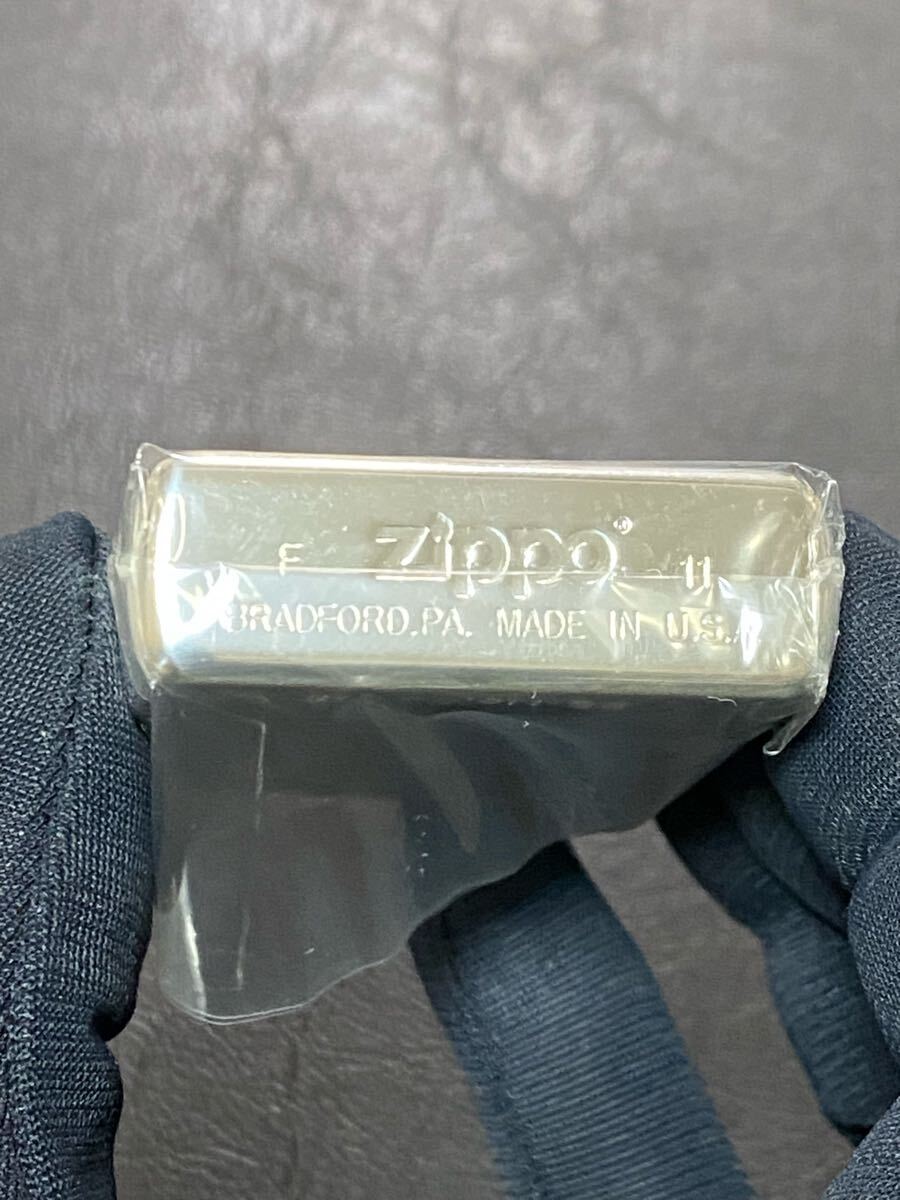 F Zippo® 11
BRADFORD, PA. MADE IN U.S.A.